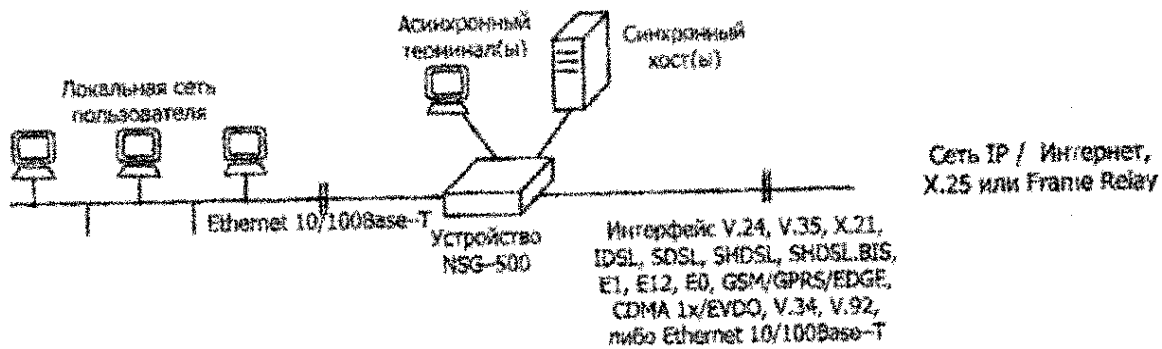 Асинхронный
терминал(ы)
Синхронный
хост(ы)
Локальная сеть
пользователя
Сеть IP / Интернет,
X.25 или Frame Relay
Ethernet 10/100Base-T
Устройство
NSG-500
Интерфейс V.24, V.35, X.21,
IDSL, SDSL, SHDSL, SHDSL.BIS,
E1, E12, E0, GSM/GPRS/EDGE,
CDMA 1x/EVDO, V.34, V.92,
либо Ethernet 10/100Base-T